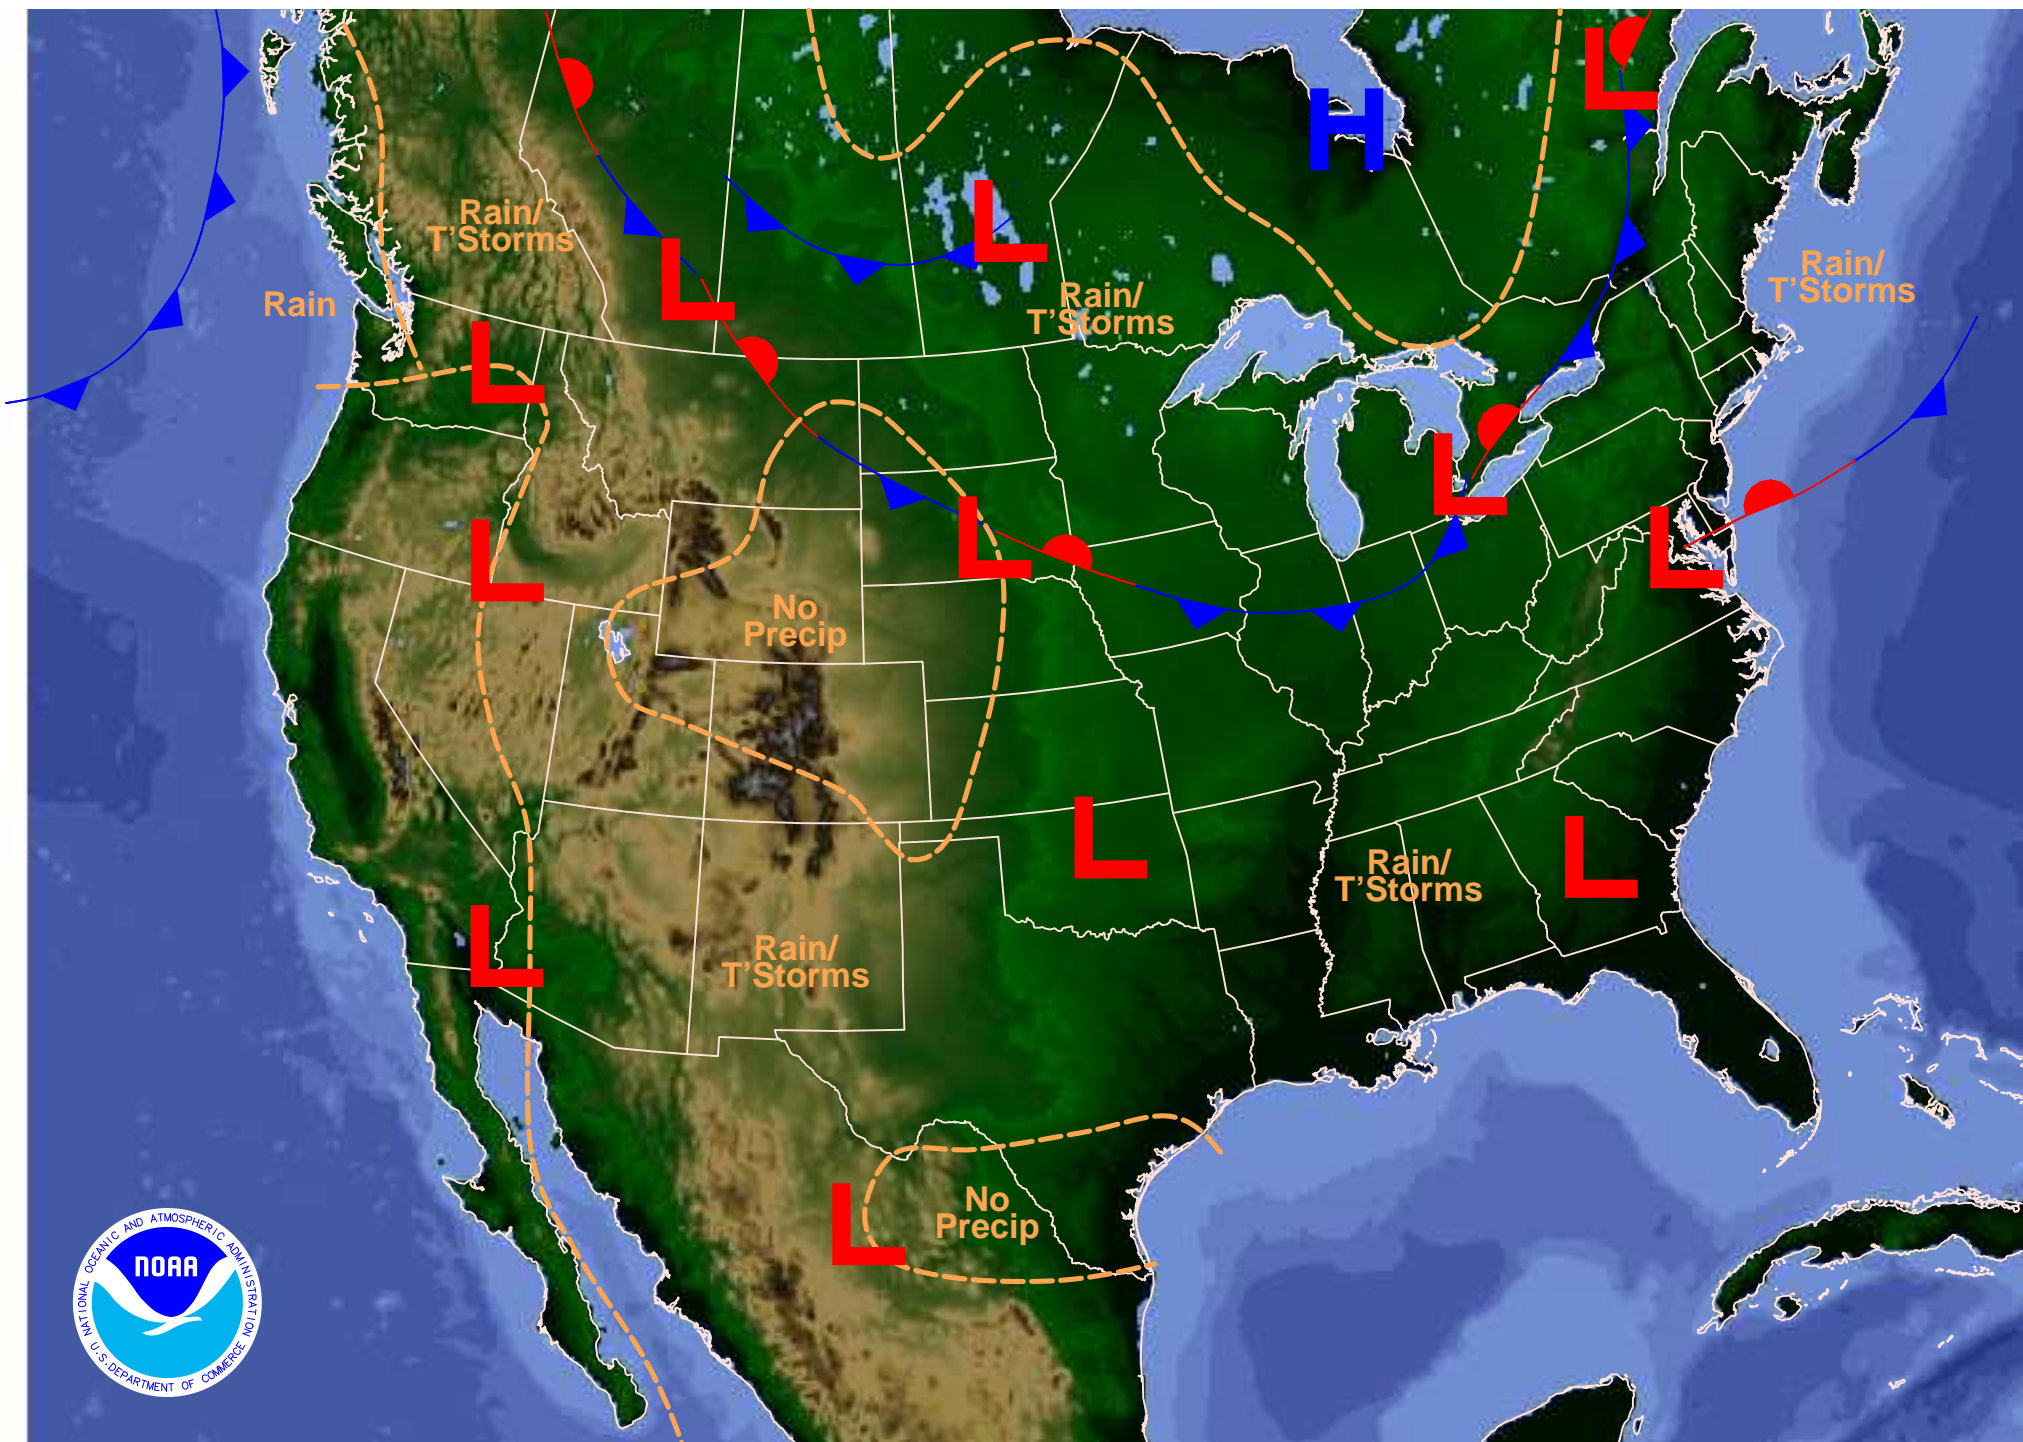 H
L
L
L
Rain/
T'Storms
Rain
Rain/
T'Storms
Rain/
T'Storms
L
L
L
L
L
L
No
Precip
L
L
Rain/
T'Storms
L
Rain/
T'Storms
No
Precip
L
NATIONAL OCEANIC AND ATMOSPHERIC ADMINISTRATION
NOAA
U.S. DEPARTMENT OF COMMERCE